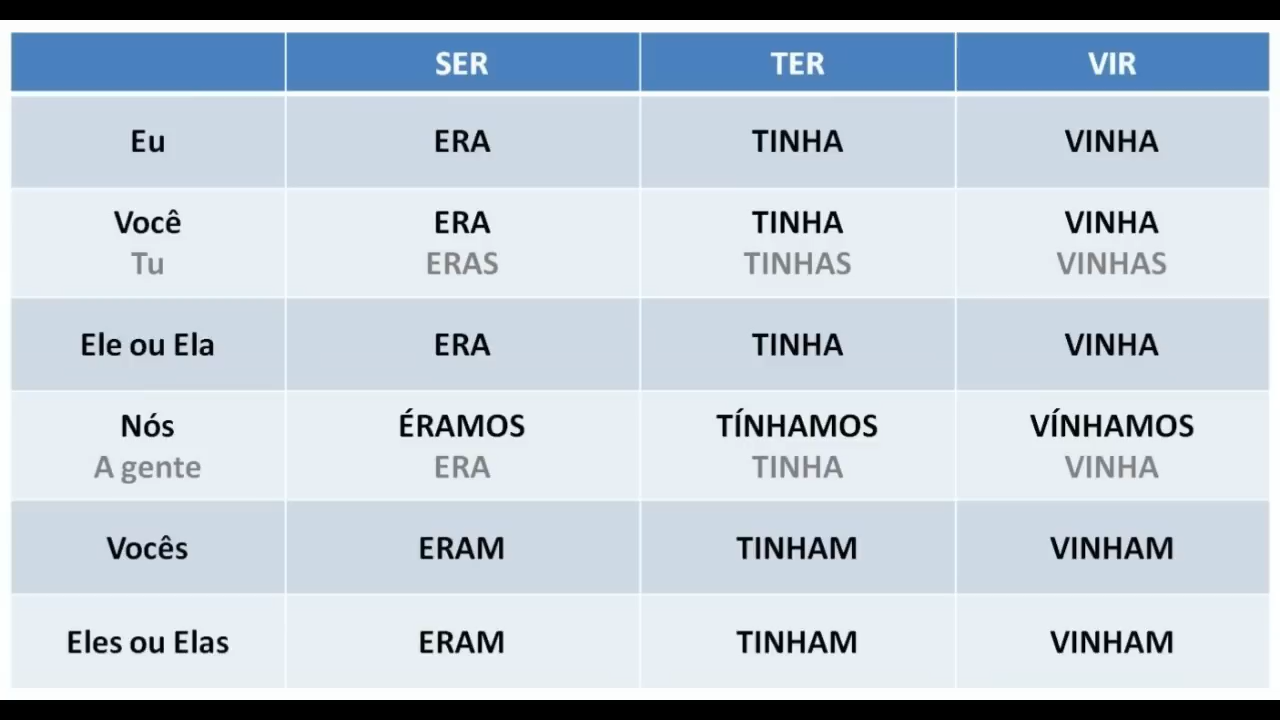 SER TER VIR
Eu ERA TINHA VINHA
Você ERA TINHA VINHA
Tu ERAS TINHAS VINHAS
Ele ou Ela ERA TINHA VINHA
Nós ÉRAMOS TÍNHAMOS VÍNHAMOS
A gente ERA TINHA VINHA
Vocês ERAM TINHAM VINHAM
Eles ou Elas ERAM TINHAM VINHAM